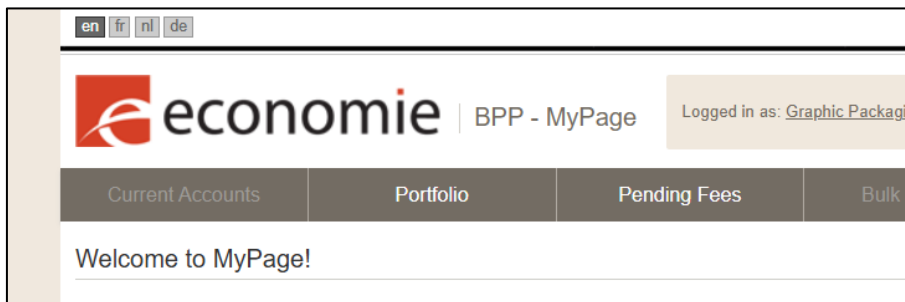 en fr nl de
economie BPP - MyPage
Logged in as: Graphic Packagi
Current Accounts Portfolio Pending Fees Bulk
Welcome to MyPage!